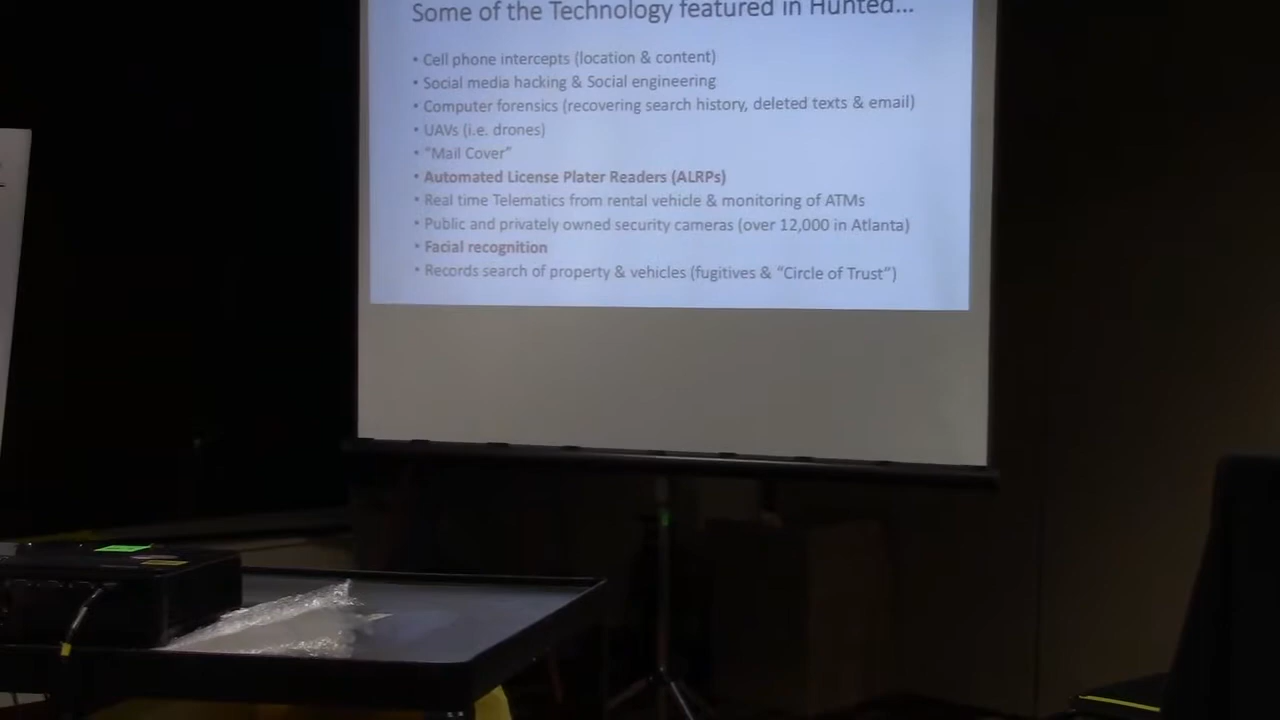 Some of the Technology featured in Hunted...
• Cell phone intercepts (location & content)
• Social media hacking & Social engineering
• Computer forensics (recovering search history, deleted texts & email)
• UAVs (i.e. drones)
• “Mail Cover”
• Automated License Plater Readers (ALRPs)
• Real time Telematics from rental vehicle & monitoring of ATMs
• Public and privately owned security cameras (over 12,000 in Atlanta)
• Facial recognition
• Records search of property & vehicles (fugitives & “Circle of Trust”)